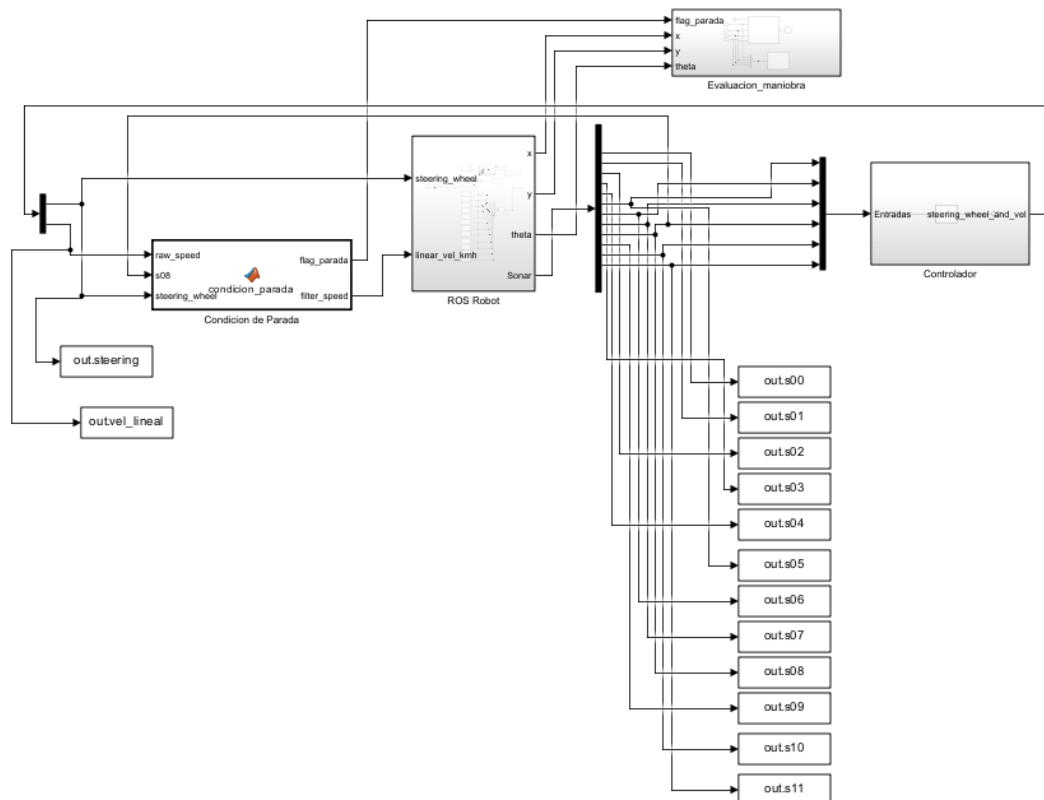 flag_parada
x
y
theta
Evaluacion_maniobra
steering_wheel
linear_vel_kmh
x
y
theta
Sonar
ROS Robot
raw_speed
s08
steering_wheel
condicion_parada
flag_parada
filter_speed
Condicion de Parada
Entradas
steering_wheel_and_vel
Controlador
out.steering
out.vel_lineal
out.s00
out.s01
out.s02
out.s03
out.s04
out.s05
out.s06
out.s07
out.s08
out.s09
out.s10
out.s11